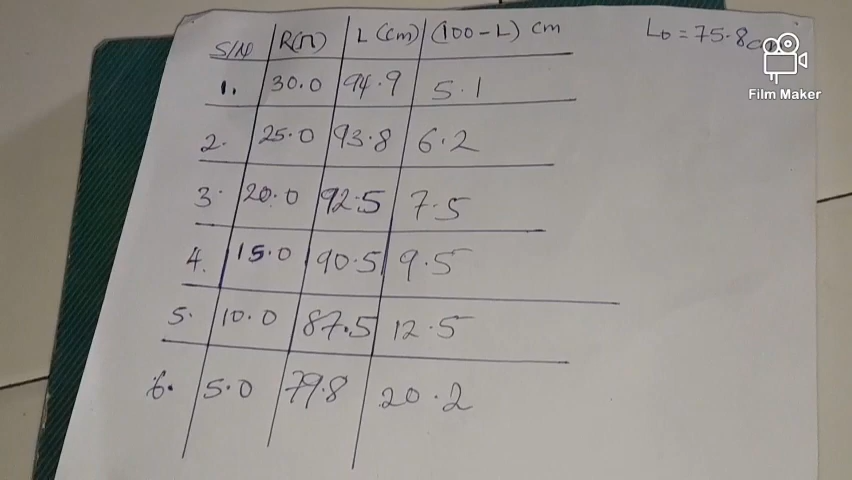 S/N R(Ω) L (cm) (100-L) cm L₀ = 75.8cm
1. 30.0 94.9 5.1
2. 25.0 93.8 6.2
3. 20.0 92.5 7.5
4. 15.0 90.5 9.5
5. 10.0 87.5 12.5
6. 5.0 79.8 20.2
Film Maker